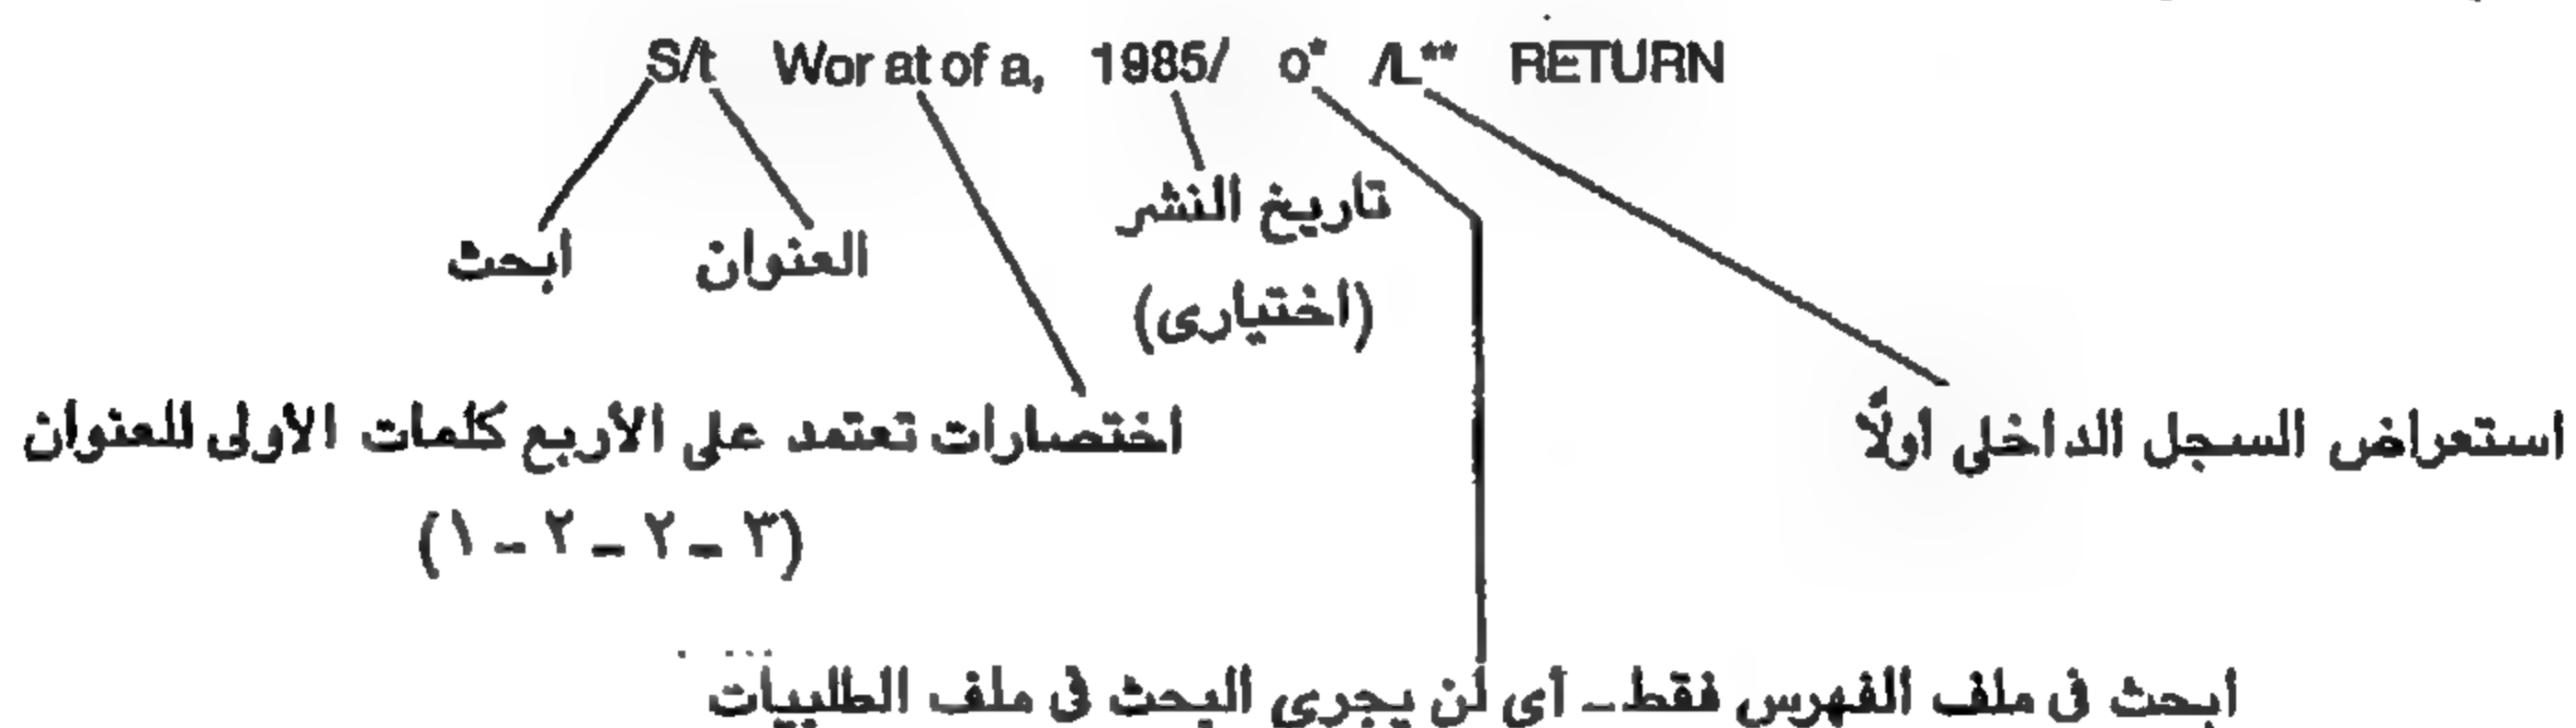 S/t Wor at of a, 1985/ o* /L** RETURN
تاريخ النشر
ابحث
العنوان
(اختيارى)
استعراض السجل الداخلى اولاً
اختصارات تعتمد على الأربع كلمات الأولى للعنوان
(٣ ـ ٢ ـ ٢ ـ ١)
ابحث فى ملف الفهرس فقط ـ أى لن يجرى البحث فى ملف الطلبيات